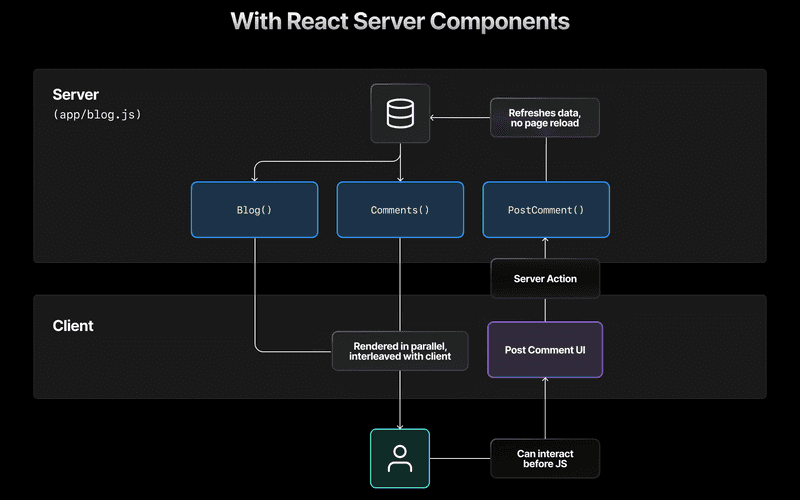 With React Server Components
Server
(app/blog.js)
Refreshes data,
no page reload
Blog()
Comments()
PostComment()
Server Action
Client
Rendered in parallel,
interleaved with client
Post Comment UI
Can interact
before JS